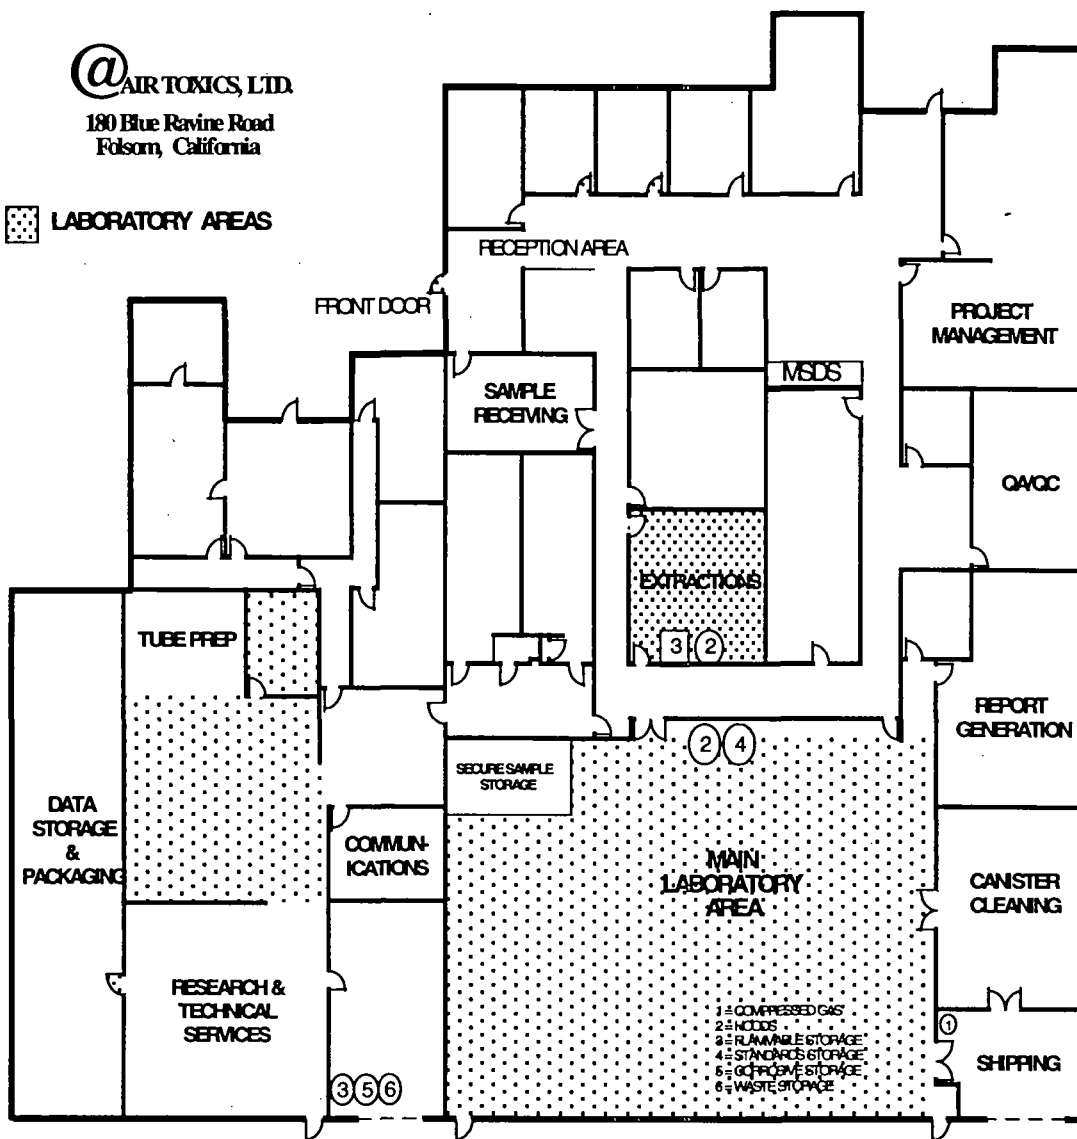 @AIR TOXICS, LTD.
180 Blue Ravine Road
Folsom, California
LABORATORY AREAS
RECEPTION AREA
FRONT DOOR
PROJECT
MANAGEMENT
MSDS
SAMPLE
RECEIVING
QA/QC
EXTRACTIONS
3 2
TUBE PREP
REPORT
GENERATION
2 4
SECURE SAMPLE
STORAGE
DATA
STORAGE
&
PACKAGING
COMMUN-
ICATIONS
MAIN
LABORATORY
AREA
CANISTER
CLEANING
RESEARCH &
TECHNICAL
SERVICES
1 = COMPRESSED GAS
2 = HOODS
3 = FLAMMABLE STORAGE
4 = STANDARDS STORAGE
5 = CORROSIVE STORAGE
6 = WASTE STORAGE
1
SHIPPING
3 5 6